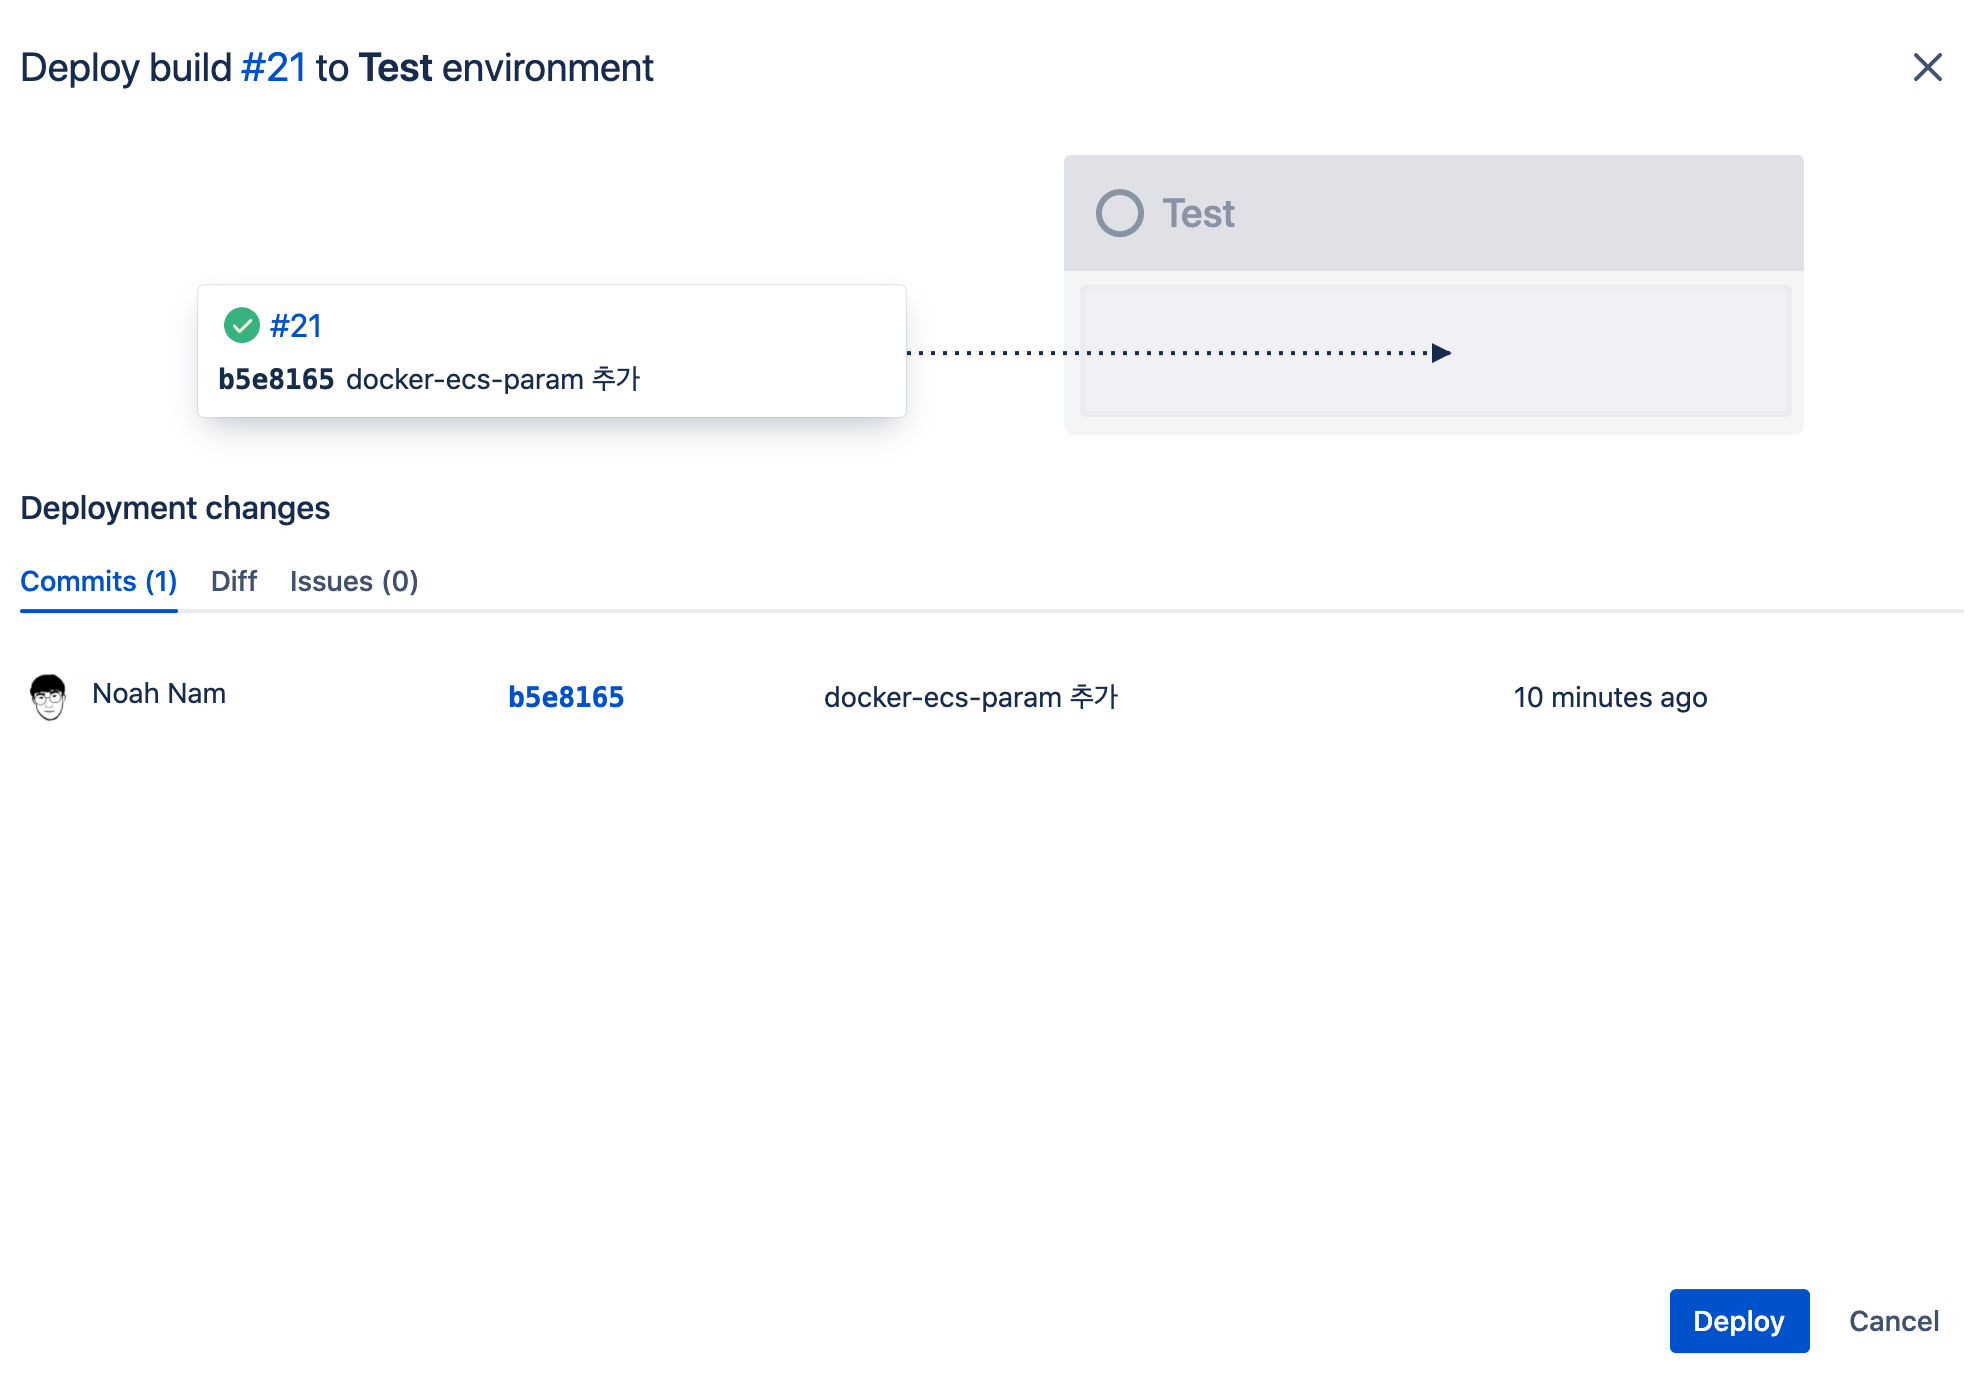 Deploy build #21 to Test environment
Test
#21
b5e8165 docker-ecs-param 추가
Deployment changes
Commits (1) Diff Issues (0)
Noah Nam b5e8165 docker-ecs-param 추가 10 minutes ago
Deploy Cancel